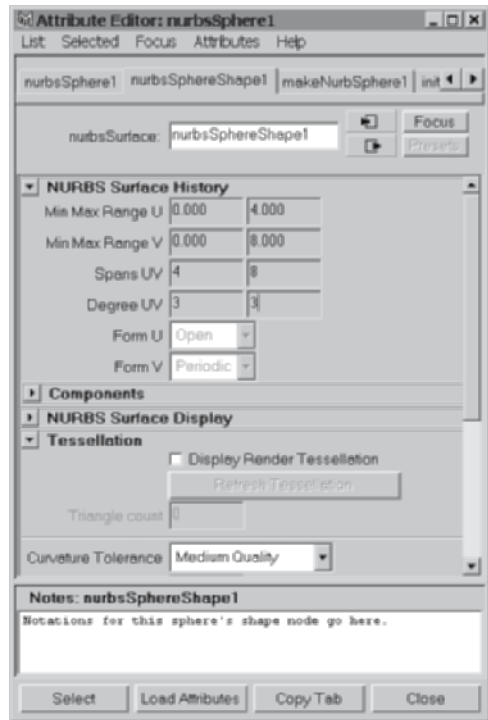 Attribute Editor: nurbsSphere1
List Selected Focus Attributes Help
nurbsSphere1 nurbsSphereShape1 makeNurbSphere1 init
nurbsSurface: nurbsSphereShape1 Focus
Presets
NURBS Surface History
Min Max Range U 0.000 4.000
Min Max Range V 0.000 8.000
Spans UV 4 8
Degree UV 3 3
Form U Open
Form V Periodic
Components
NURBS Surface Display
Tessellation
Display Render Tessellation
Refresh Tessellation
Triangle count 0
Curvature Tolerance Medium Quality
Notes: nurbsSphereShape1
Notations for this sphere's shape node go here.
Select Load Attributes Copy Tab Close